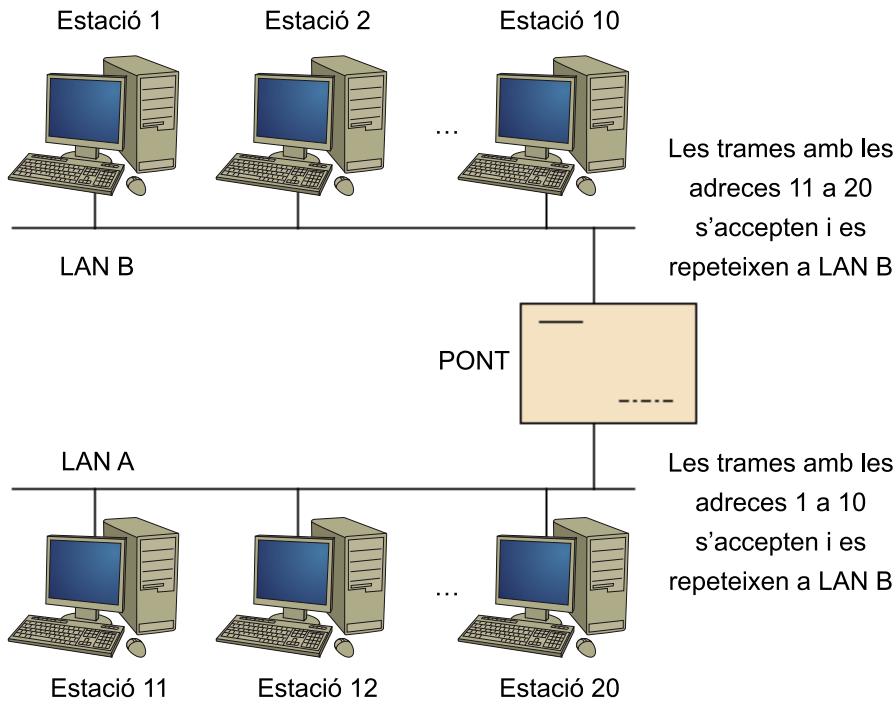 Estació 1
Estació 2
Estació 10
...
Les trames amb les
adreces 11 a 20
s'accepten i es
repeteixen a LAN B
LAN B
PONT
LAN A
Les trames amb les
adreces 1 a 10
s'accepten i es
repeteixen a LAN B
...
Estació 11
Estació 12
Estació 20